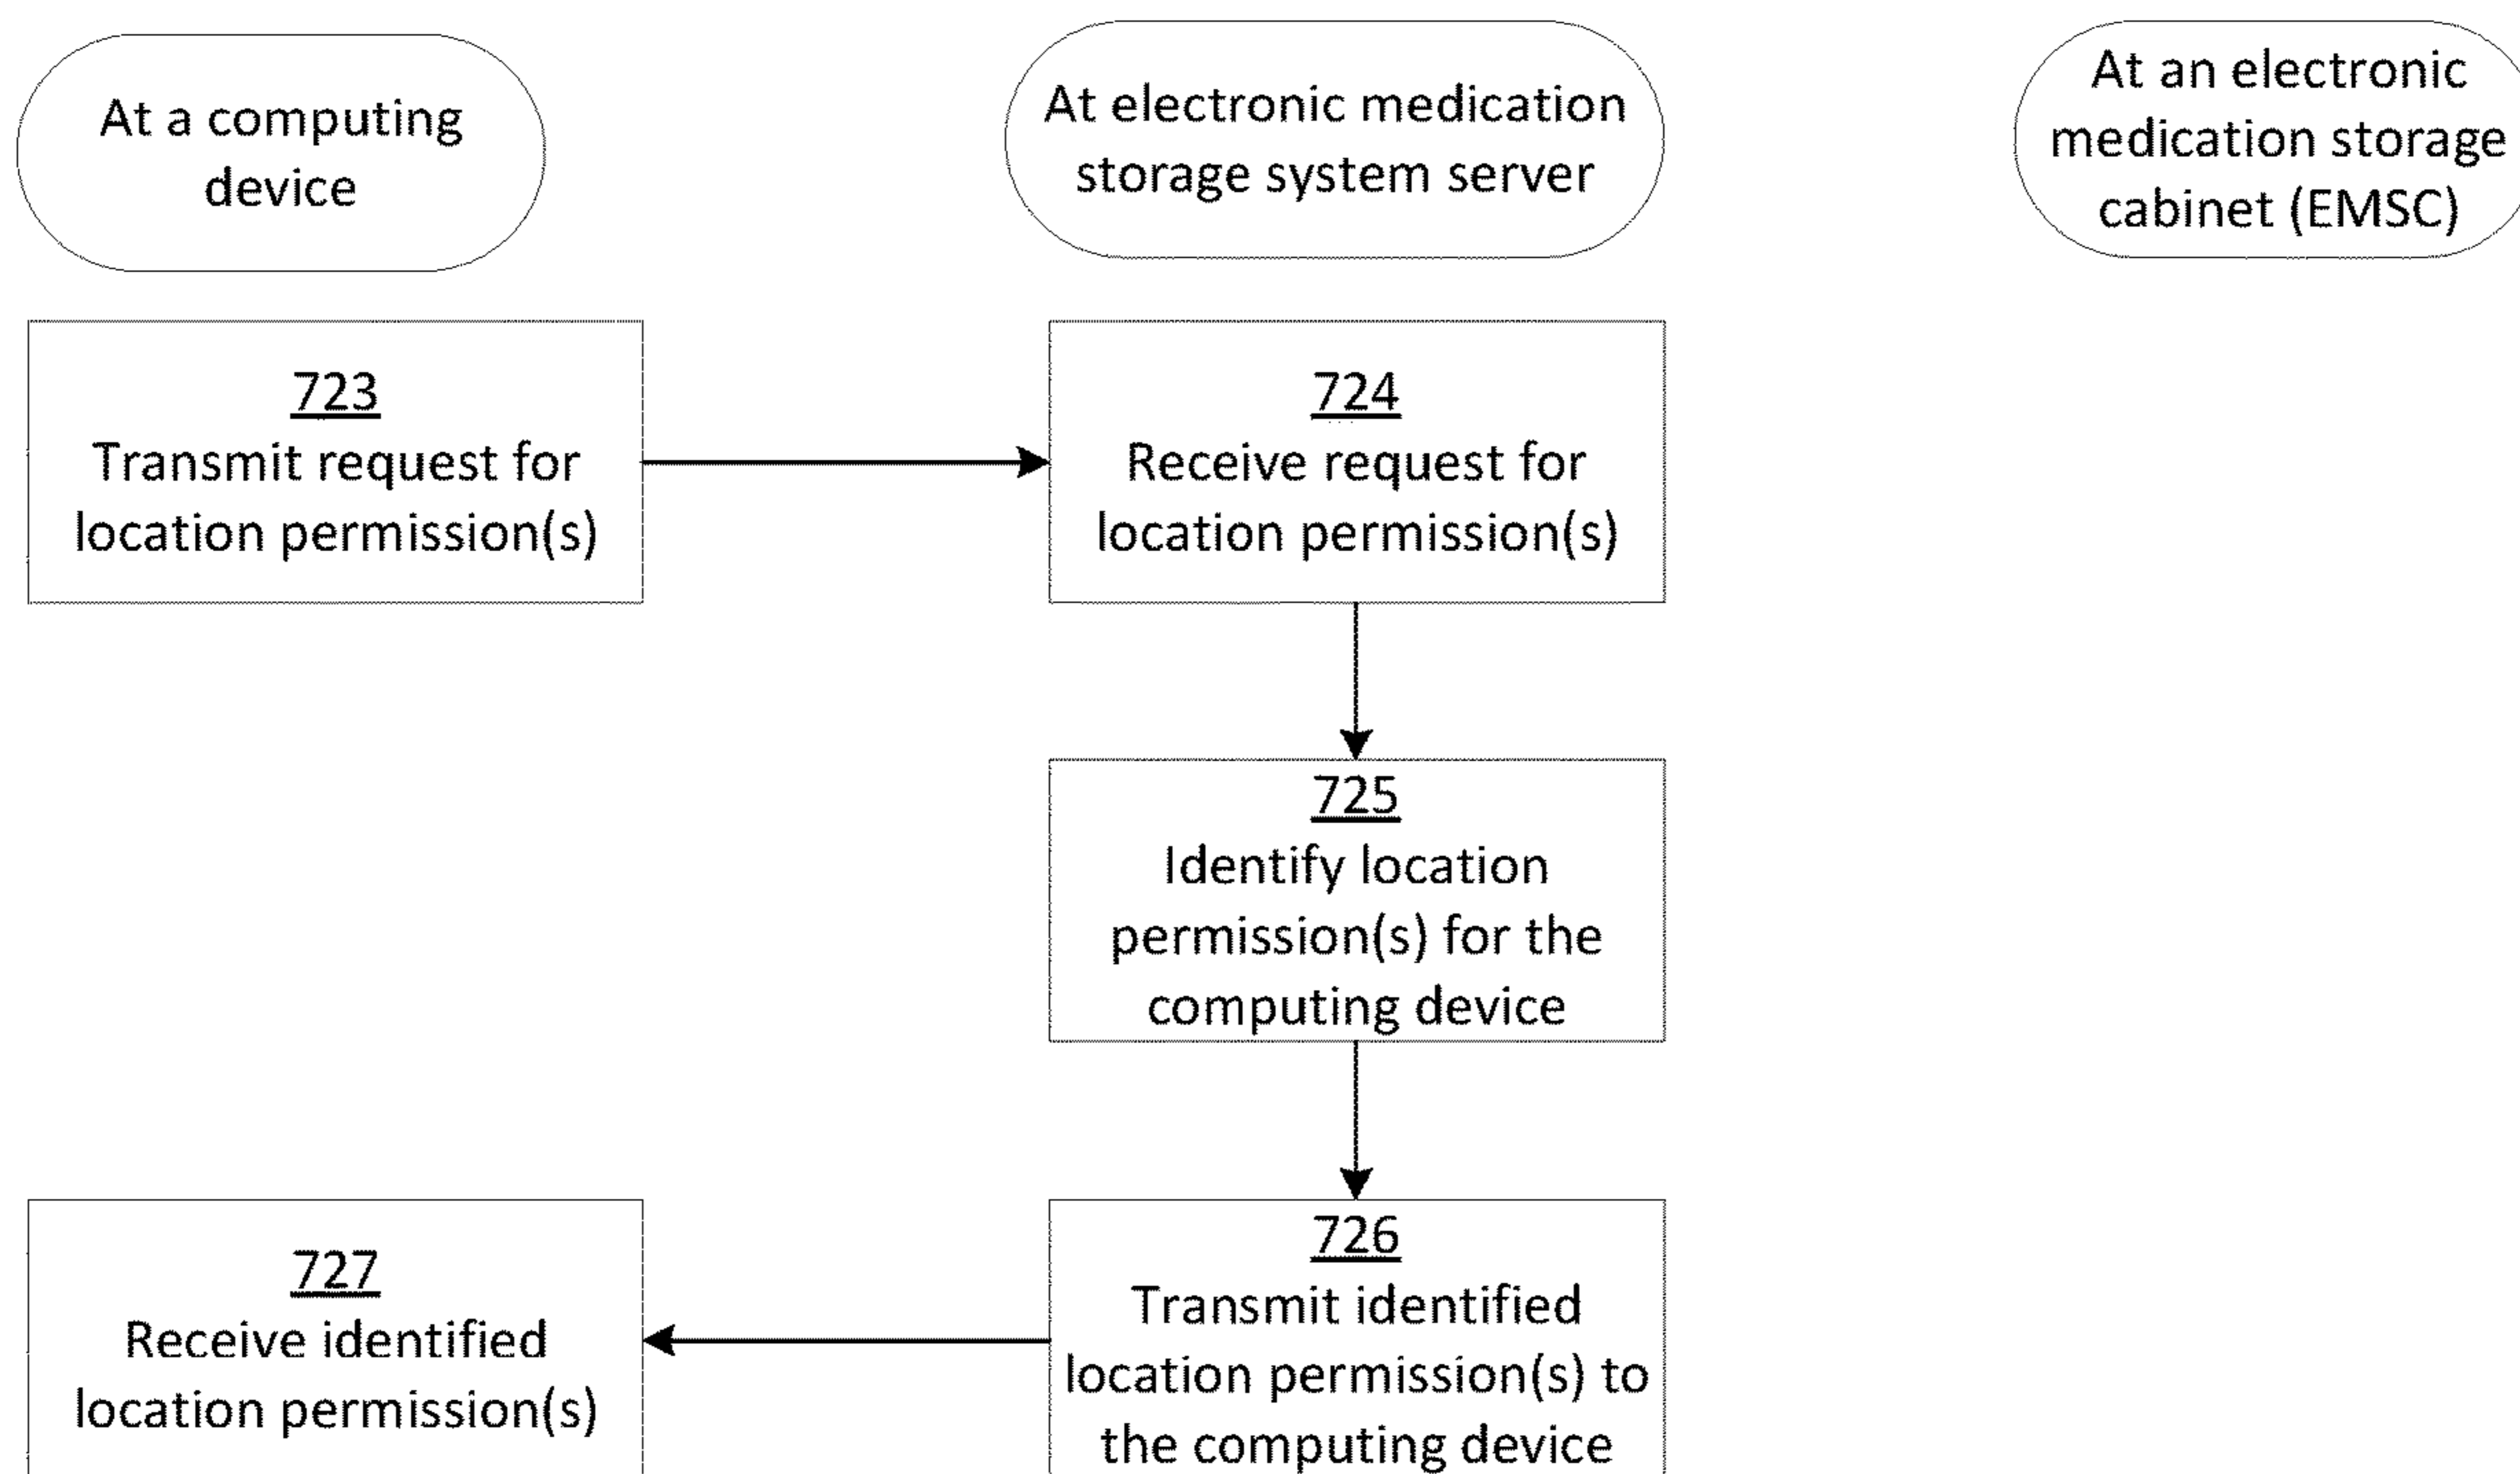 At a computing
device
At electronic medication
storage system server
At an electronic
medication storage
cabinet (EMSC)
723
Transmit request for
location permission(s)
724
Receive request for
location permission(s)
725
Identify location
permission(s) for the
computing device
727
Receive identified
location permission(s)
726
Transmit identified
location permission(s) to
the computing device